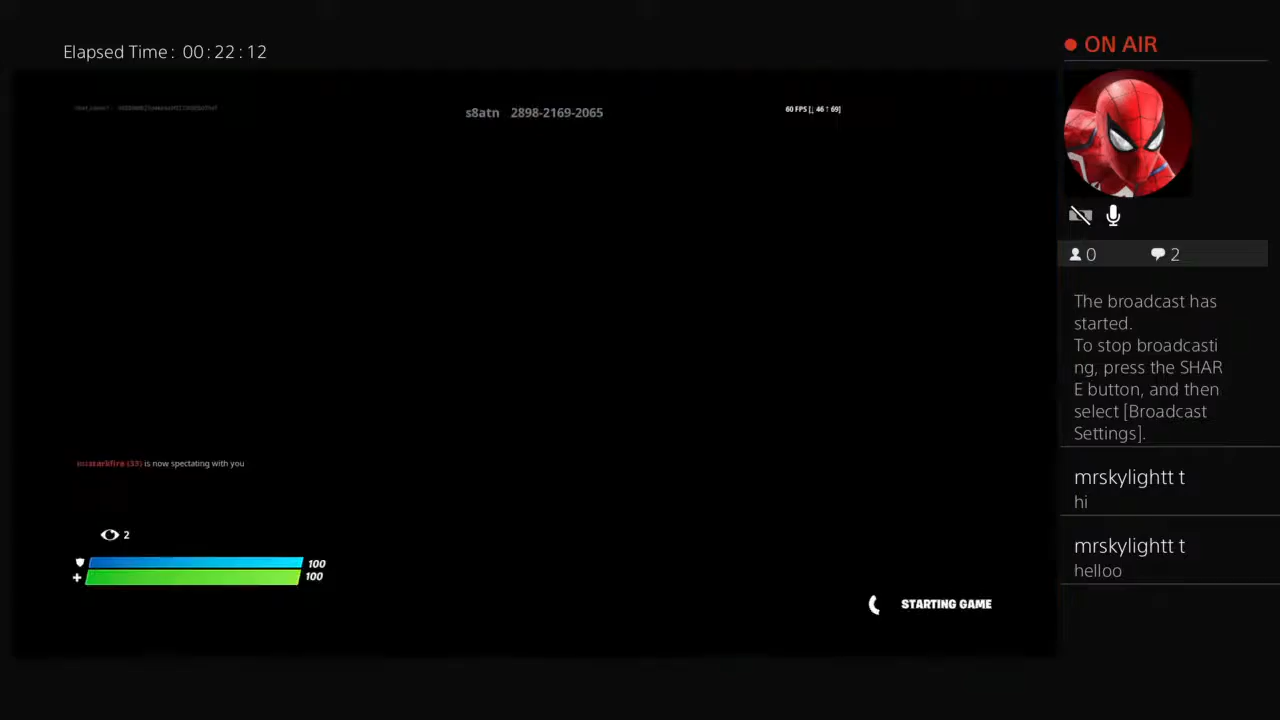 Elapsed Time: 00:22:12
ON AIR
s8atn 2898-2169-2065
60 FPS [↓ 46 ↑ 69]
0 2
The broadcast has
started.
To stop broadcasti
ng, press the SHAR
E button, and then
select [Broadcast
Settings].
mrskylightt t
hi
mrskylightt t
helloo
is now spectating with you
2
100
100
STARTING GAME